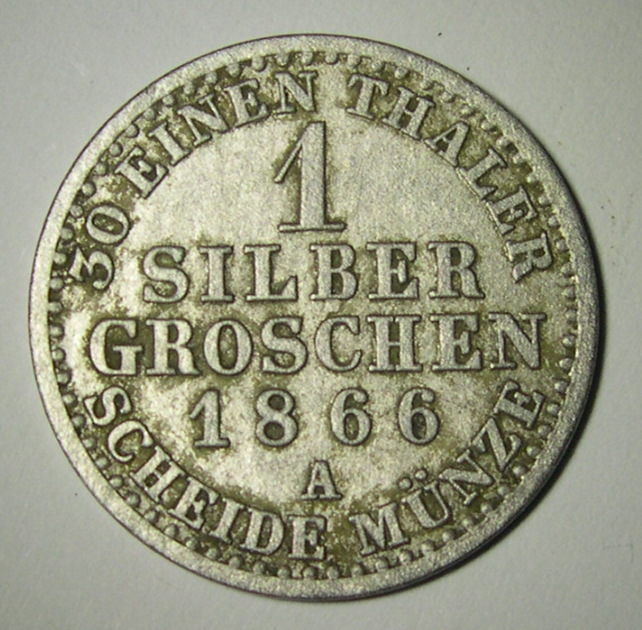 30 EINEN THALER
1
SILBER
GROSCHEN
1866
A
SCHEIDE MÜNZE